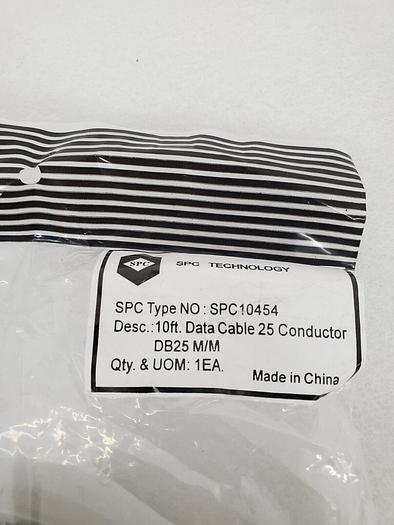 SPC
SPC TECHNOLOGY
SPC Type NO : SPC10454
Desc.:10ft. Data Cable 25 Conductor
DB25 M/M
Qty. & UOM: 1EA.
Made in China